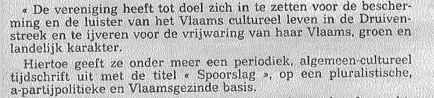 « De vereniging heeft tot doel zich in te zetten voor de bescher-
ming en de luister van het Vlaams cultureel leven in de Druiven-
streek en te ijveren voor de vrijwaring van haar Vlaams, groen en
landelijk karakter.
Hiertoe geeft ze onder meer een periodiek, algemeen-cultureel
tijdschrift uit met de titel « Spoorslag », op een pluralistische,
a-partijpolitieke en Vlaamsgezinde basis.